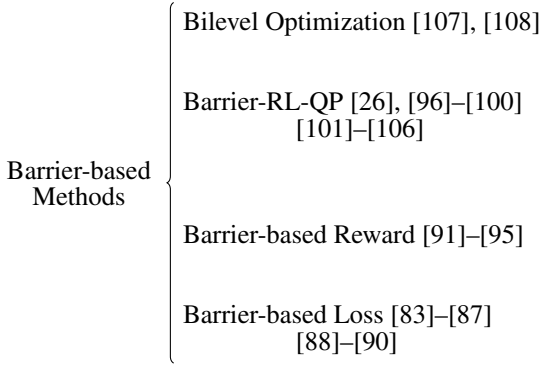 Bilevel Optimization [107], [108]
Barrier-RL-QP [26], [96]–[100]
[101]–[106]
Barrier-based
Methods
Barrier-based Reward [91]–[95]
Barrier-based Loss [83]–[87]
[88]–[90]